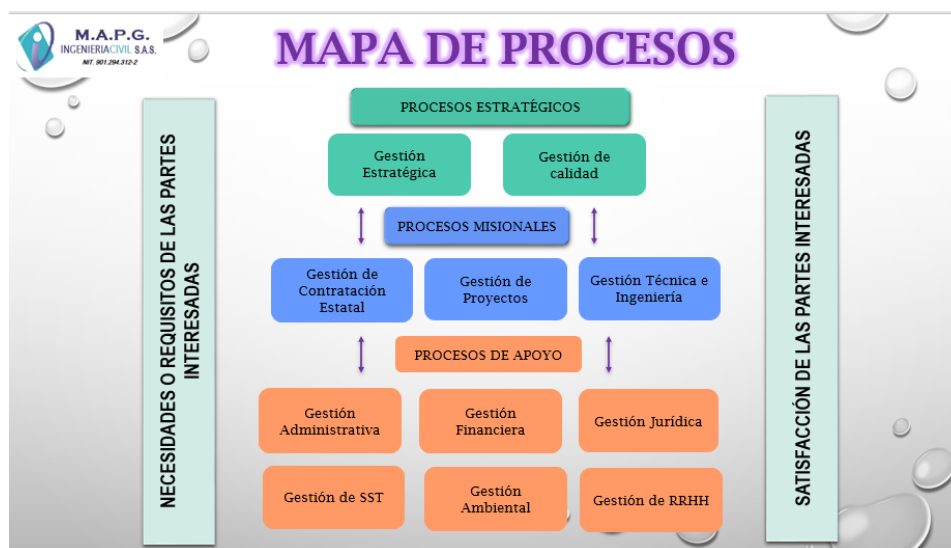 M.A.P.G.
INGENIERIACIVIL S.A.S.
NIT. 901.294.312-2
MAPA DE PROCESOS
NECESIDADES O REQUISITOS DE LAS PARTES
INTERESADAS
PROCESOS ESTRATÉGICOS
Gestión
Estratégica
Gestión de
calidad
PROCESOS MISIONALES
Gestión de
Contratación
Estatal
Gestión de
Proyectos
Gestión Técnica e
Ingeniería
PROCESOS DE APOYO
Gestión
Administrativa
Gestión
Financiera
Gestión Jurídica
Gestión de SST
Gestión
Ambiental
Gestión de RRHH
SATISFACCIÓN DE LAS PARTES INTERESADAS